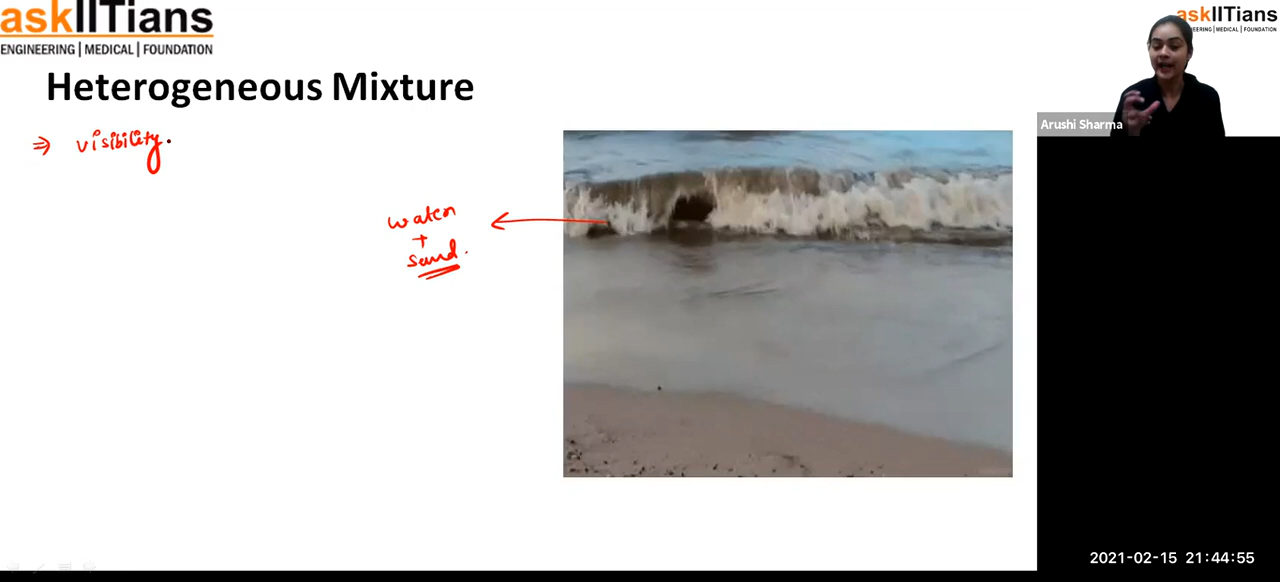 askIITians
ENGINEERING | MEDICAL | FOUNDATION
askIITians
ERING | MEDICAL | FOUNDATION
Heterogeneous Mixture
⇒ visibility.
Arushi Sharma
water
+
sand.
2021-02-15 21:44:55